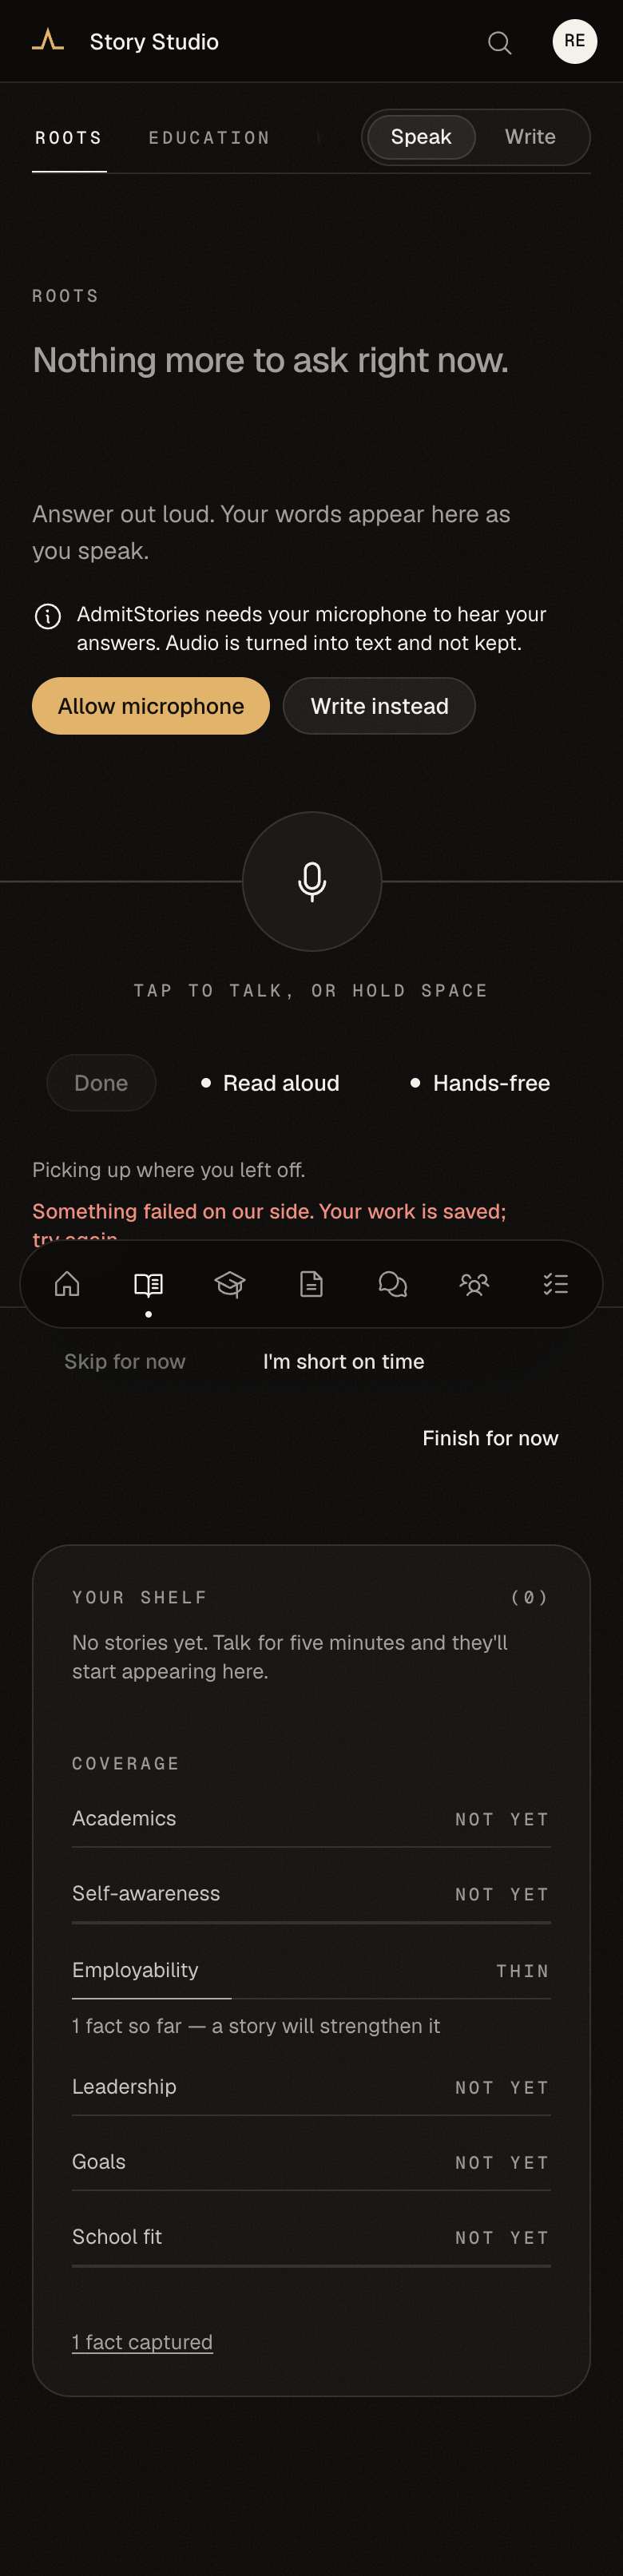 Story Studio
RE
ROOTS
EDUCATION
Speak
Write
ROOTS
Nothing more to ask right now.
Answer out loud. Your words appear here as
you speak.
AdmitStories needs your microphone to hear your
answers. Audio is turned into text and not kept.
Allow microphone
Write instead
TAP TO TALK, OR HOLD SPACE
Done
Read aloud
Hands-free
Picking up where you left off.
Something failed on our side. Your work is saved;
try again
Skip for now
I'm short on time
Finish for now
YOUR SHELF
(0)
No stories yet. Talk for five minutes and they'll
start appearing here.
COVERAGE
Academics
NOT YET
Self-awareness
NOT YET
Employability
THIN
1 fact so far — a story will strengthen it
Leadership
NOT YET
Goals
NOT YET
School fit
NOT YET
1 fact captured